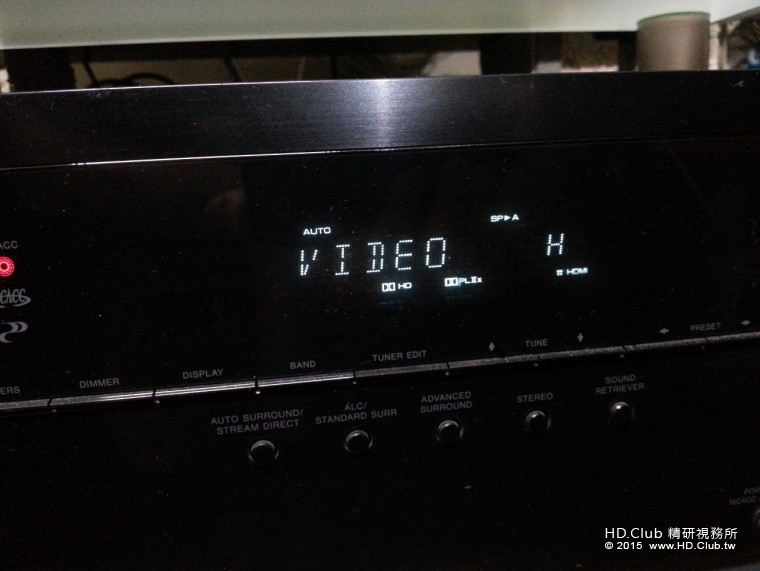 SP▶A
AUTO
VIDEO H
HD
PLⅡx
HDMI
ACC
PRESET
TUNE
TUNER EDIT
BAND
DISPLAY
DIMMER
ERS
SOUND
RETRIEVER
STEREO
ADVANCED
SURROUND
ALC/
STANDARD SURR
AUTO SURROUND/
STREAM DIRECT
MCACC
HD.Club 精研視務所
© 2015 www.HD.Club.tw